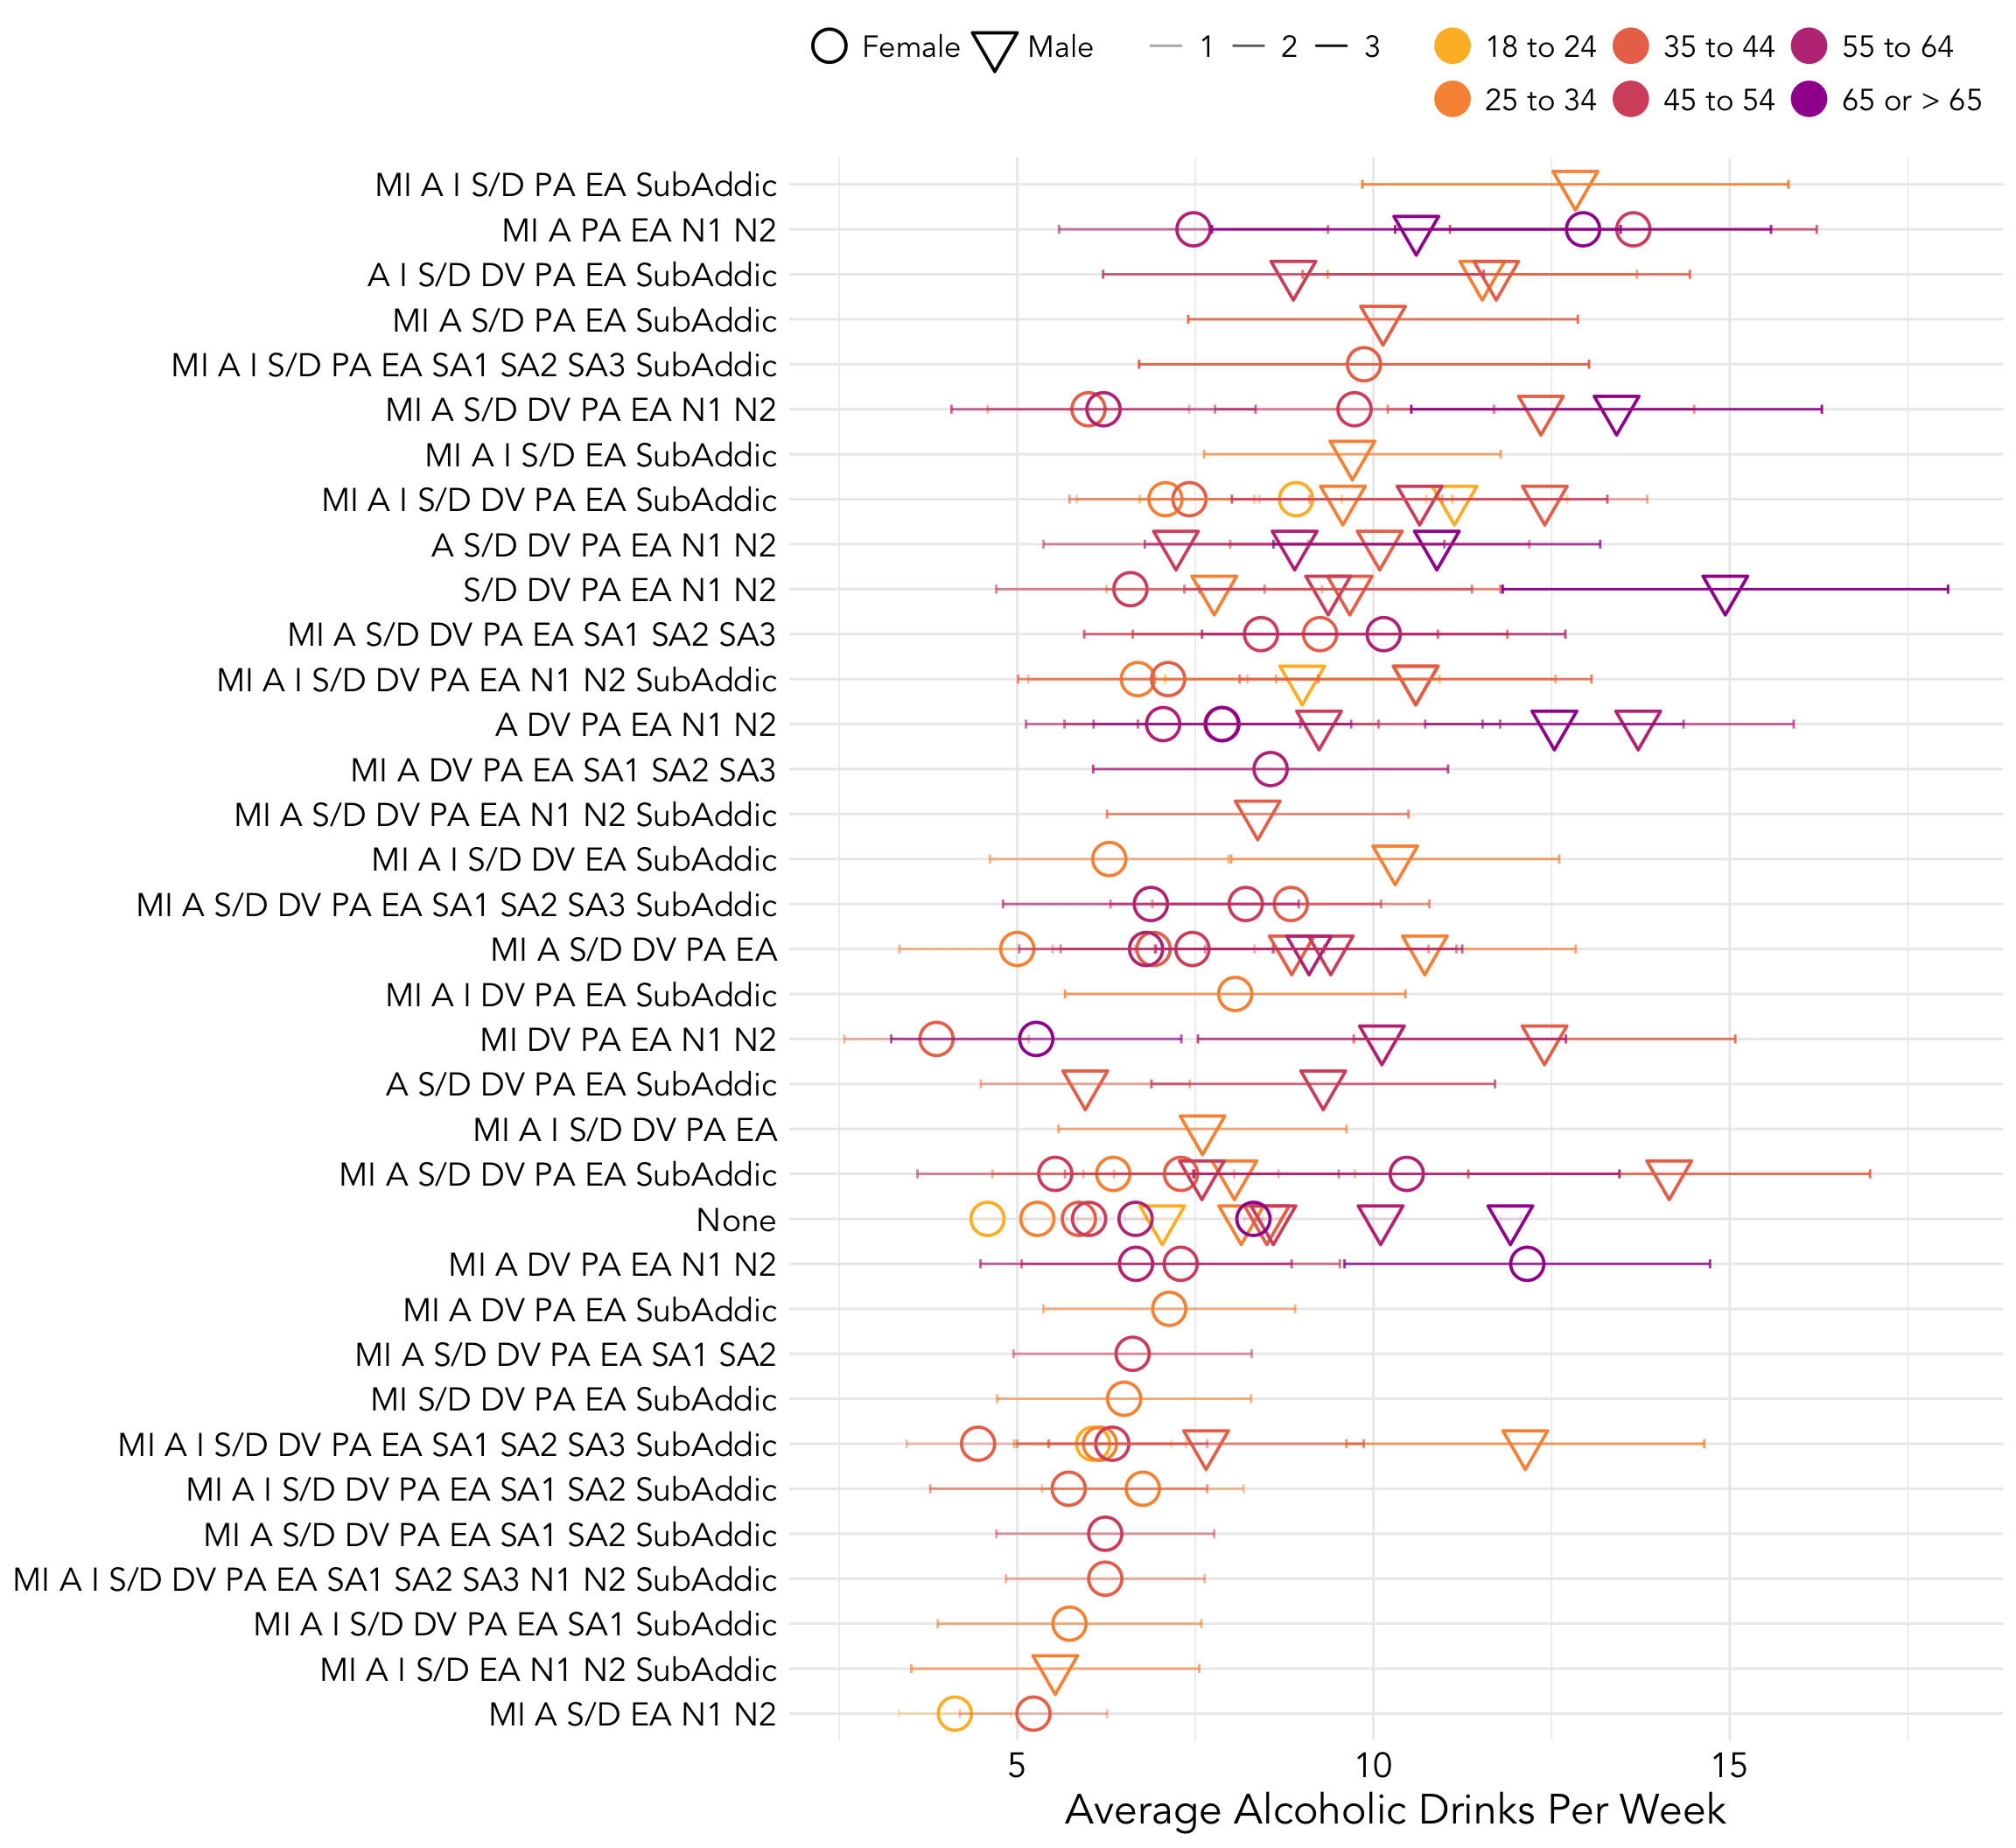 Female Male 1 2 3 18 to 24 35 to 44 55 to 64
25 to 34 45 to 54 65 or > 65
MI A I S/D PA EA SubAddic
MI A PA EA N1 N2
A I S/D DV PA EA SubAddic
MI A S/D PA EA SubAddic
MI A I S/D PA EA SA1 SA2 SA3 SubAddic
MI A S/D DV PA EA N1 N2
MI A I S/D EA SubAddic
MI A I S/D DV PA EA SubAddic
A S/D DV PA EA N1 N2
S/D DV PA EA N1 N2
MI A S/D DV PA EA SA1 SA2 SA3
MI A I S/D DV PA EA N1 N2 SubAddic
A DV PA EA N1 N2
MI A DV PA EA SA1 SA2 SA3
MI A S/D DV PA EA N1 N2 SubAddic
MI A I S/D DV EA SubAddic
MI A S/D DV PA EA SA1 SA2 SA3 SubAddic
MI A S/D DV PA EA
MI A I DV PA EA SubAddic
MI DV PA EA N1 N2
A S/D DV PA EA SubAddic
MI A I S/D DV PA EA
MI A S/D DV PA EA SubAddic
None
MI A DV PA EA N1 N2
MI A DV PA EA SubAddic
MI A S/D DV PA EA SA1 SA2
MI S/D DV PA EA SubAddic
MI A I S/D DV PA EA SA1 SA2 SA3 SubAddic
MI A I S/D DV PA EA SA1 SA2 SubAddic
MI A S/D DV PA EA SA1 SA2 SubAddic
MI A I S/D DV PA EA SA1 SA2 SA3 N1 N2 SubAddic
MI A I S/D DV PA EA SA1 SubAddic
MI A I S/D EA N1 N2 SubAddic
MI A S/D EA N1 N2
5 10 15
Average Alcoholic Drinks Per Week